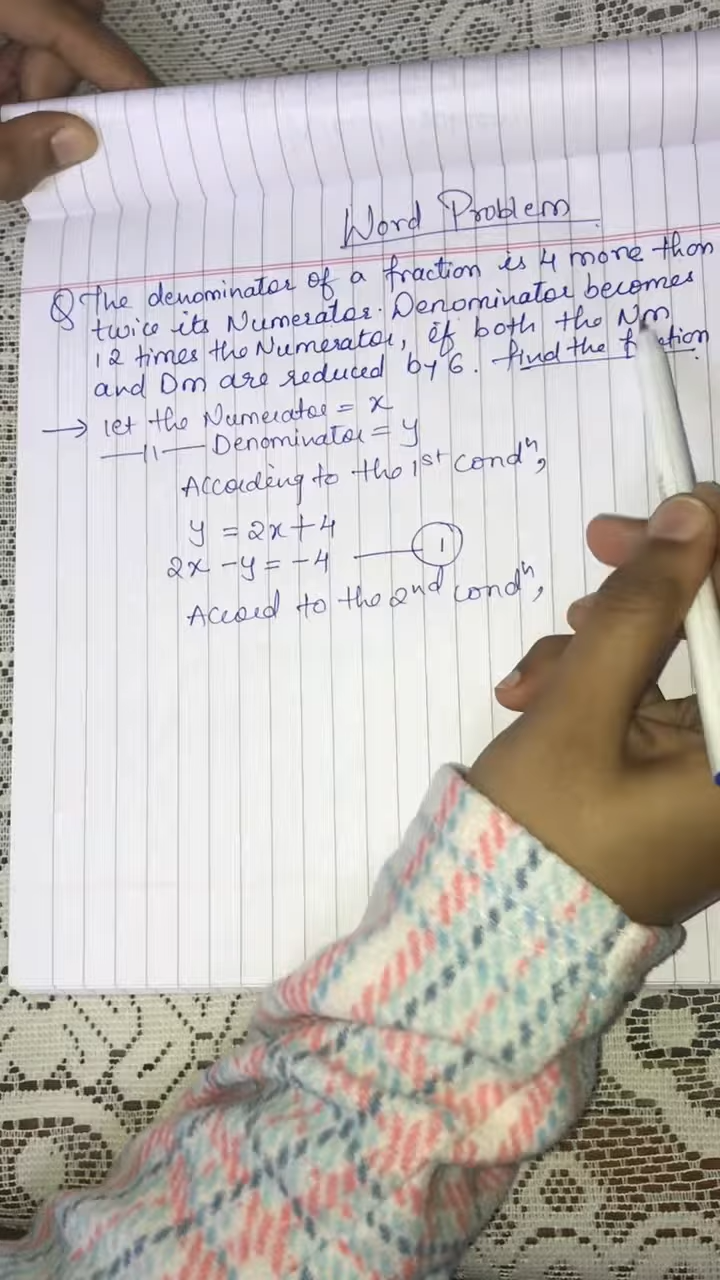 Word Problem
Q The denominator of a fraction is 4 more than
twice its Numerator. Denominator becomes
12 times the Numerator, if both the Nm
and Dm are reduced by 6. find the
→ let the Numerator = x
—11— Denominator = y
According to the 1st condⁿ,
y = 2x+4
2x -y = -4 — 1
Accord to the 2nd condⁿ,